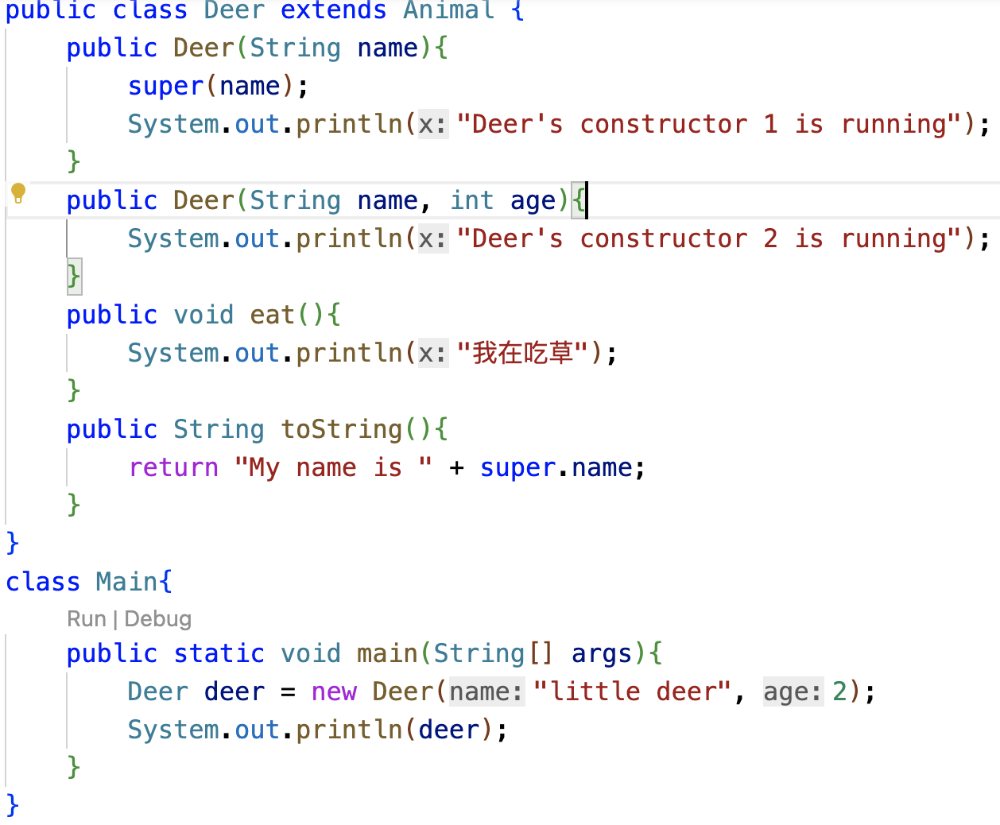 public class Deer extends Animal {
public Deer(String name){
super(name);
System.out.println(x: "Deer's constructor 1 is running");
}
public Deer(String name, int age){
System.out.println(x: "Deer's constructor 2 is running");
}
public void eat(){
System.out.println(x: "我在吃草");
}
public String toString(){
return "My name is " + super.name;
}
}
class Main{
Run | Debug
public static void main(String[] args){
Deer deer = new Deer(name: "little deer", age: 2);
System.out.println(deer);
}
}